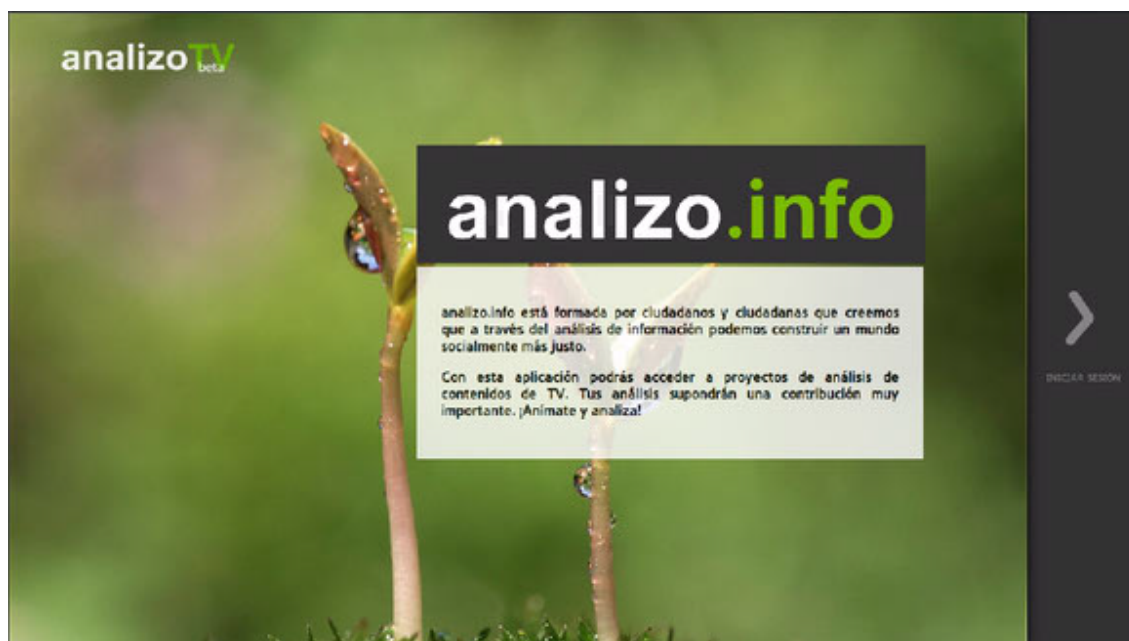 analizoTV
beta
analizo.info
analizo.info está formada por ciudadanos y ciudadanas que creemos
que a través del análisis de información podemos construir un mundo
socialmente más justo.
Con esta aplicación podrás acceder a proyectos de análisis de
contenidos de TV. Tus análisis supondrán una contribución muy
importante. ¡Anímate y analiza!
INICIAR SESIÓN